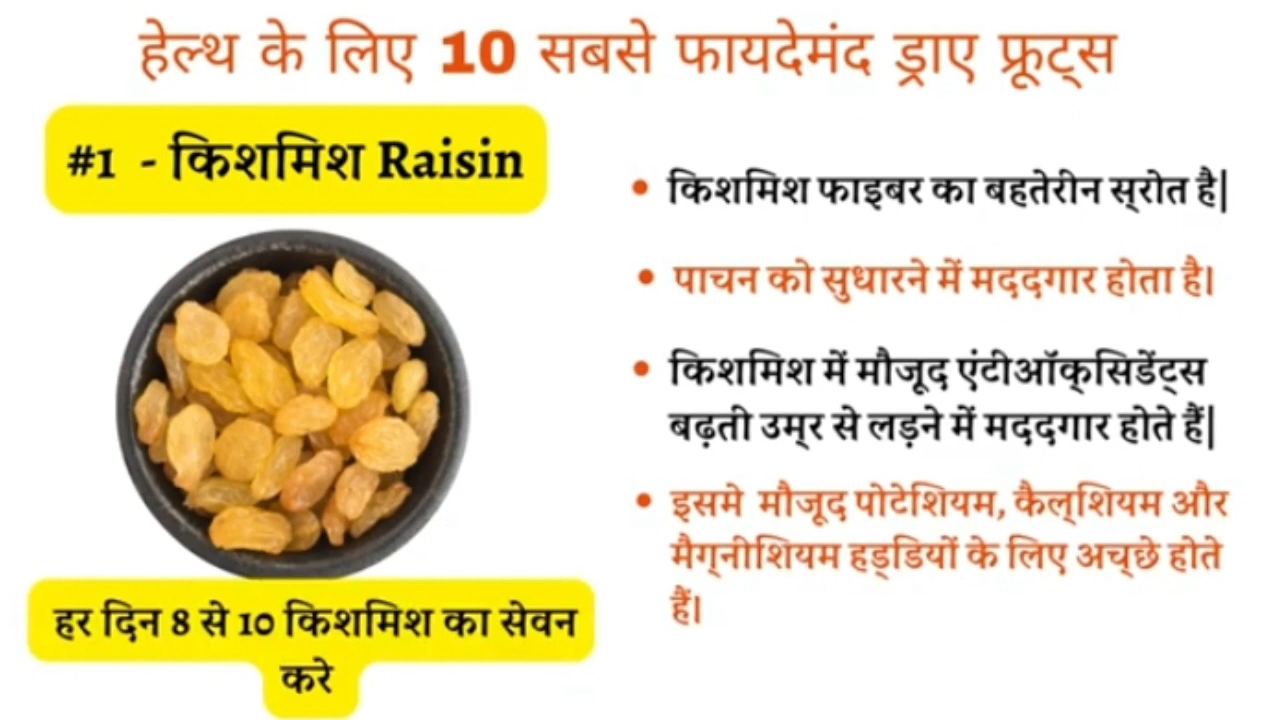 हेल्थ के लिए 10 सबसे फायदेमंद ड्राए फ्रूट्स
#1 - किशमिश Raisin
हर दिन 8 से 10 किशमिश का सेवन
करे
• किशमिश फाइबर का बहतेरीन स्रोत है|
• पाचन को सुधारने में मददगार होता है।
• किशमिश में मौजूद एंटीऑक्सिडेंट्स
बढ़ती उम्र से लड़ने में मददगार होते हैं|
• इसमे मौजूद पोटेशियम, कैल्शियम और
मैग्नीशियम हड्डियों के लिए अच्छे होते
हैं।